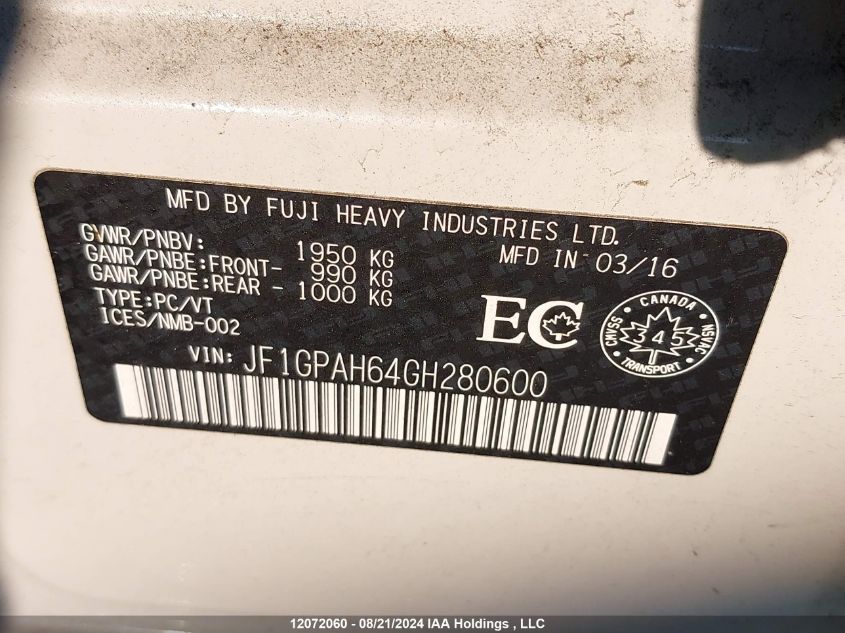 MFD BY FUJI HEAVY INDUSTRIES LTD.
GVWR/PNBV: 1950 KG MFD IN 03/16
GAWR/PNBE:FRONT- 990 KG
GAWR/PNBE:REAR - 1000 KG
TYPE:PC/VT
ICES/NMB-002
EC
CANADA
CMVSS NSVAC
345
TRANSPORT
VIN: JF1GPAH64GH280600
12072060 - 08/21/2024 IAA Holdings , LLC